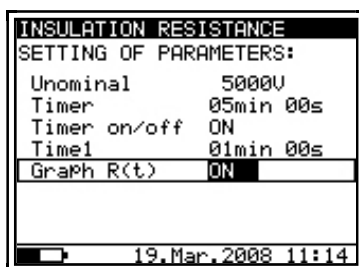 INSULATION RESISTANCE
SETTING OF PARAMETERS:
Unominal 5000V
Timer 05min 00s
Timer on/off ON
Time1 01min 00s
Graph R(t) ON
19.Mar.2008 11:14